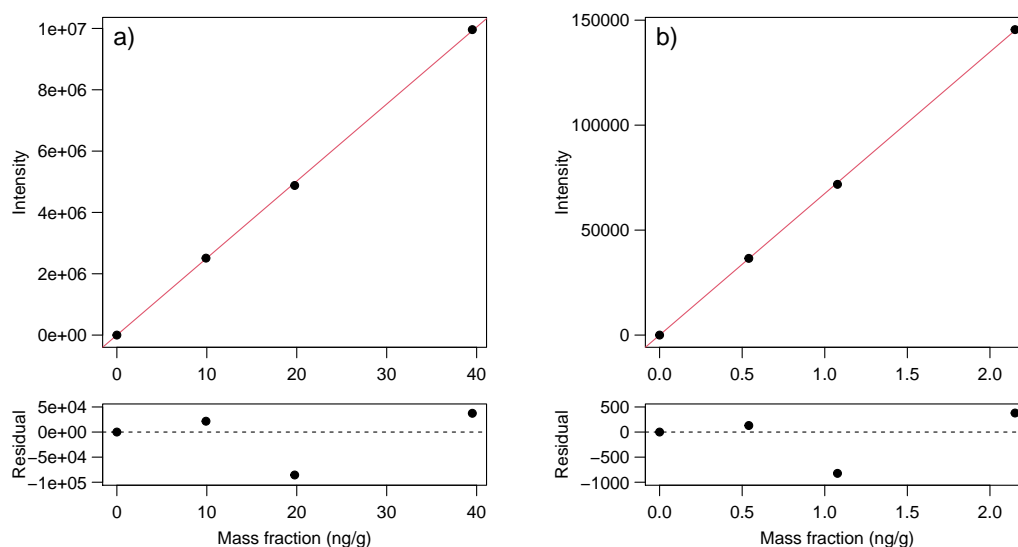 a)
Intensity
1e+07
8e+06
6e+06
4e+06
2e+06
0e+00
0 10 20 30 40
Residual
5e+04
0e+00
−5e+04
−1e+05
0 10 20 30 40
Mass fraction (ng/g)
b)
Intensity
150000
100000
50000
0
0.0 0.5 1.0 1.5 2.0
Residual
500
0
−500
−1000
0.0 0.5 1.0 1.5 2.0
Mass fraction (ng/g)